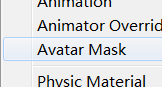 Animation
Animator Overrid
Avatar Mask
Physic Material